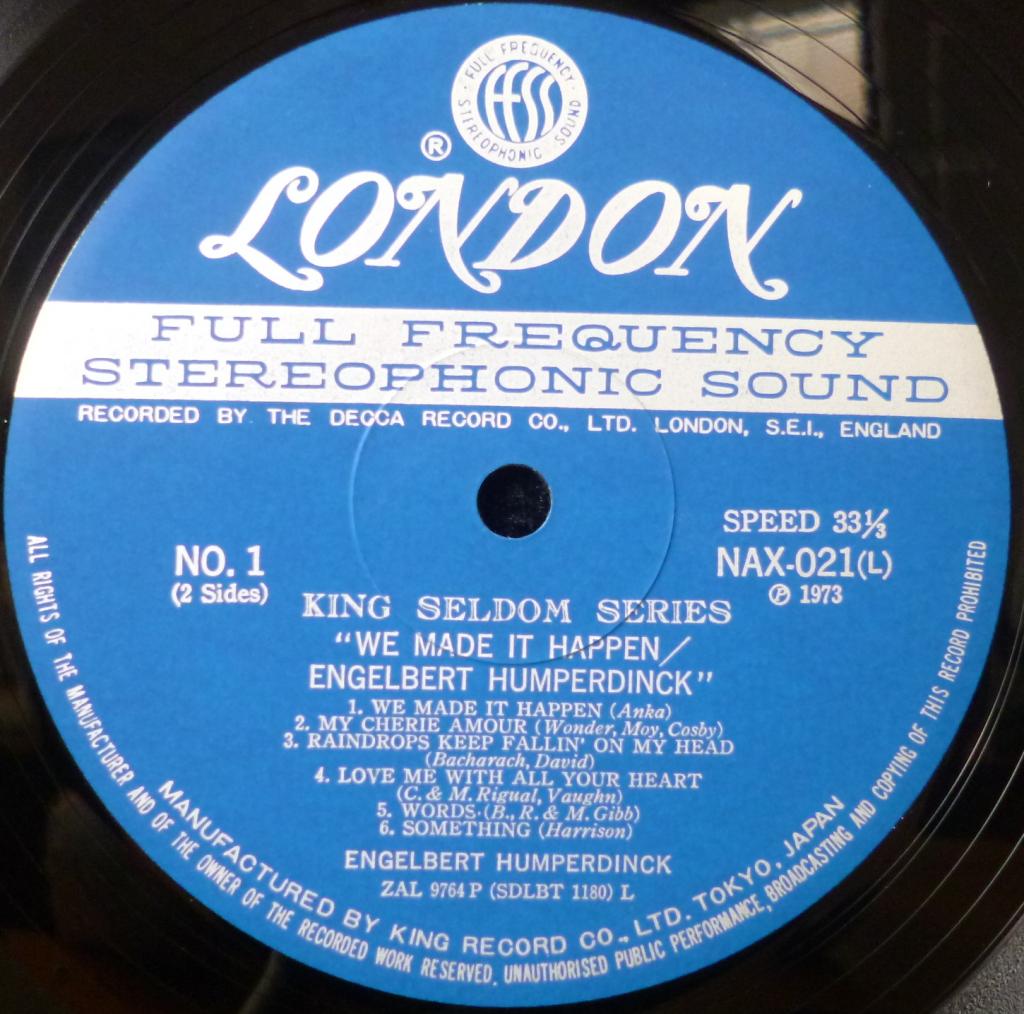 FULL FREQUENCY
STEREOPHONIC SOUND
FFSS
®
LONDON
FULL FREQUENCY
STEREOPHONIC SOUND
RECORDED BY THE DECCA RECORD CO., LTD. LONDON, S.E.I., ENGLAND
SPEED 33⅓
NO. 1
NAX-021(L)
(2 Sides)
Ⓟ 1973
KING SELDOM SERIES
"WE MADE IT HAPPEN/
ENGELBERT HUMPERDINCK"
1. WE MADE IT HAPPEN (Anka)
2. MY CHERIE AMOUR (Wonder, Moy, Cosby)
3. RAINDROPS KEEP FALLIN' ON MY HEAD
(Bacharach, David)
4. LOVE ME WITH ALL YOUR HEART
(C. & M. Rigual, Vaughn)
5. WORDS (B., R. & M. Gibb)
6. SOMETHING (Harrison)
ENGELBERT HUMPERDINCK
ZAL 9764 P (SDLBT 1180) L
MANUFACTURED BY KING RECORD CO., LTD. TOKYO, JAPAN
ALL RIGHTS OF THE MANUFACTURER AND OF THE OWNER OF THE RECORDED WORK RESERVED. UNAUTHORISED PUBLIC PERFORMANCE, BROADCASTING AND COPYING OF THIS RECORD PROHIBITED